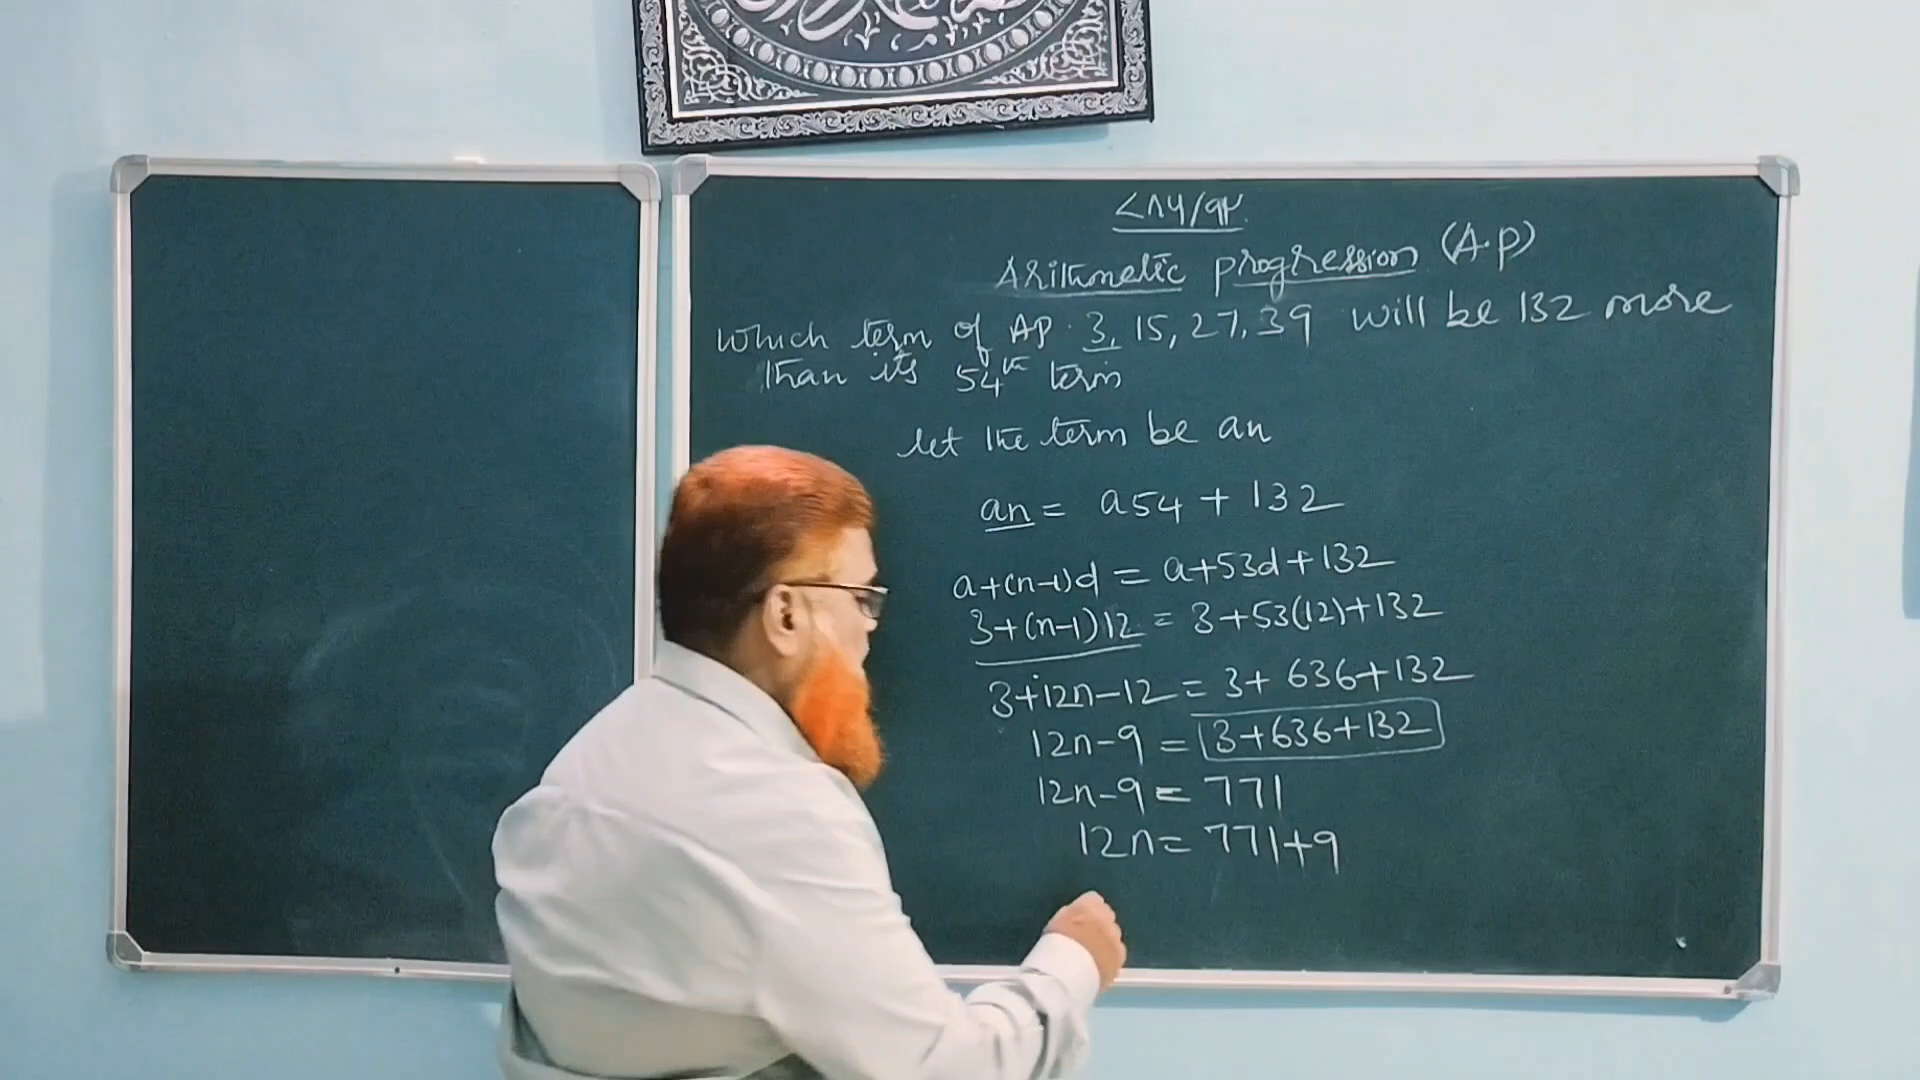 ٧٨٦/٩٢
Arithmetic progression (A.P)
Which term of AP. 3, 15, 27, 39 will be 132 more
than its 54th term
let the term be an
an = a54 + 132
a+(n-1)d = a+53d+132
3+(n-1)12 = 3+53(12)+132
3+12n-12 = 3+636+132
12n-9 = 3+636+132
12n-9 = 771
12n = 771+9